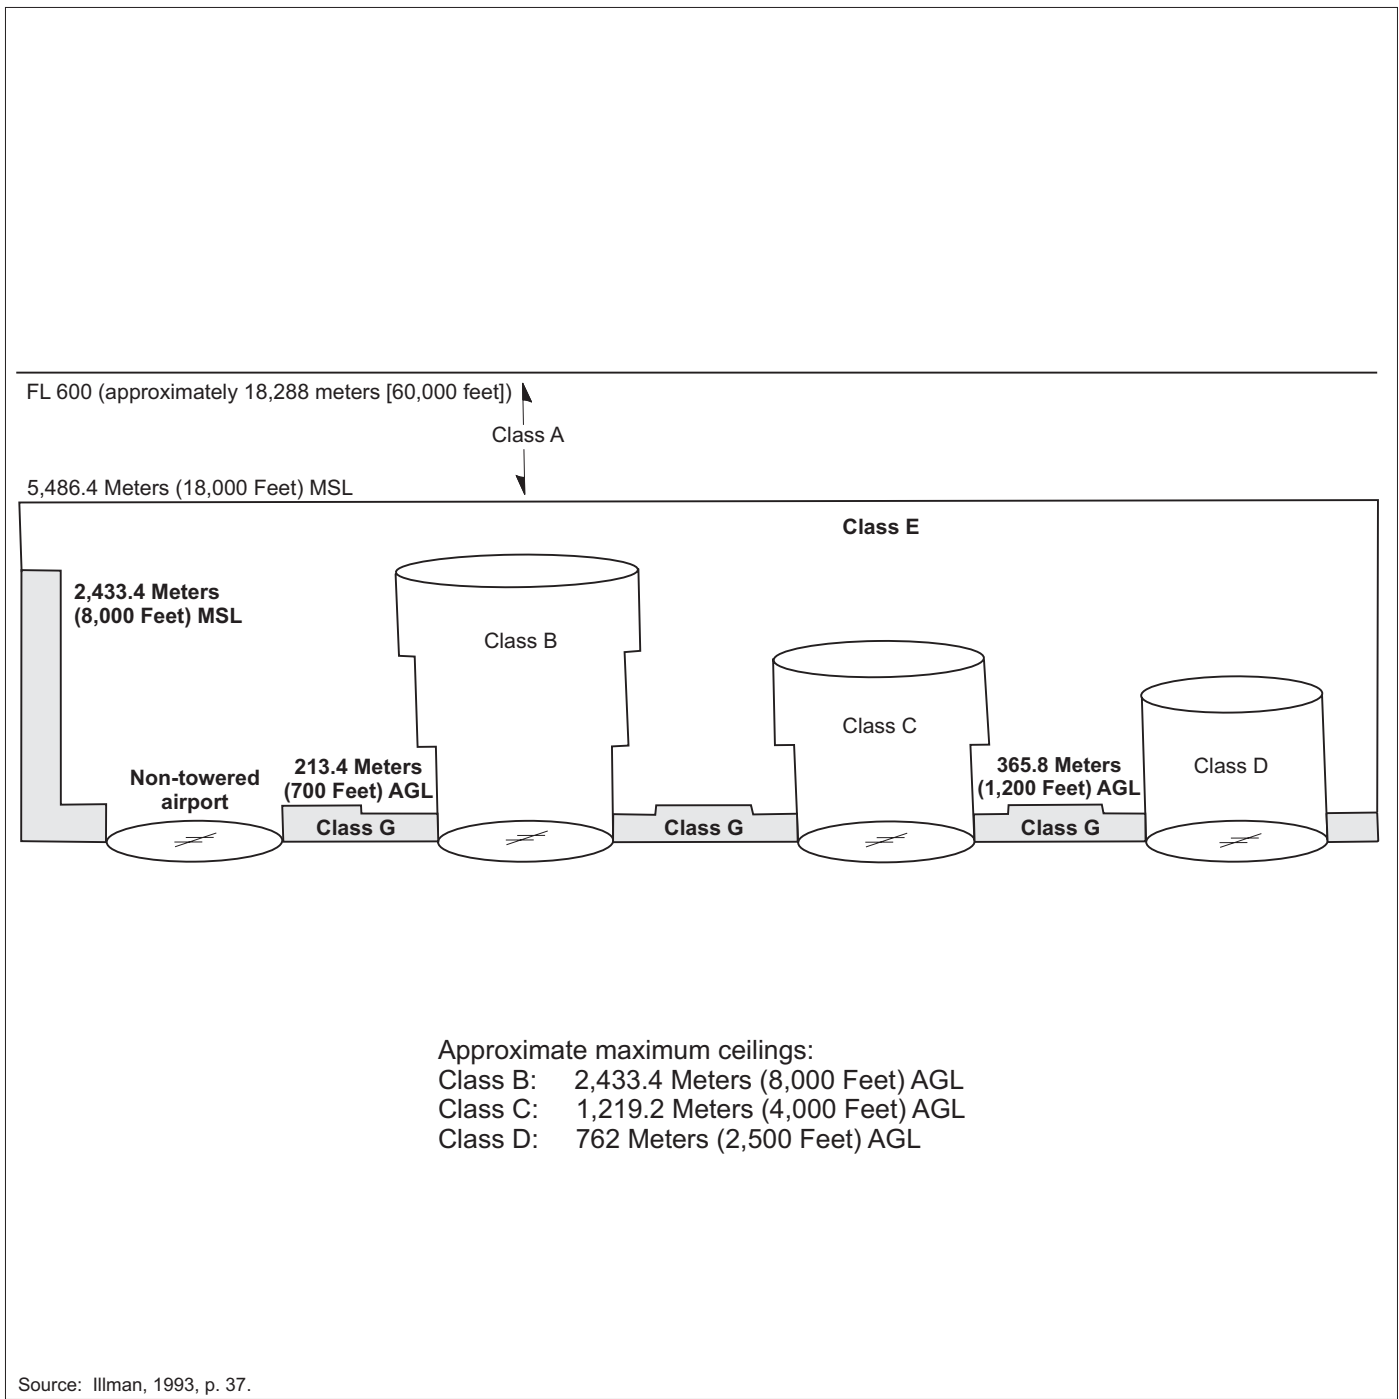 FL 600 (approximately 18,288 meters [60,000 feet])
Class A
5,486.4 Meters (18,000 Feet) MSL
Class E
2,433.4 Meters
(8,000 Feet) MSL
Class B
Class C
Class D
Non-towered
airport
213.4 Meters
(700 Feet) AGL
365.8 Meters
(1,200 Feet) AGL
Class G
Class G
Class G
Approximate maximum ceilings:
Class B: 2,433.4 Meters (8,000 Feet) AGL
Class C: 1,219.2 Meters (4,000 Feet) AGL
Class D: 762 Meters (2,500 Feet) AGL
Source: Illman, 1993, p. 37.